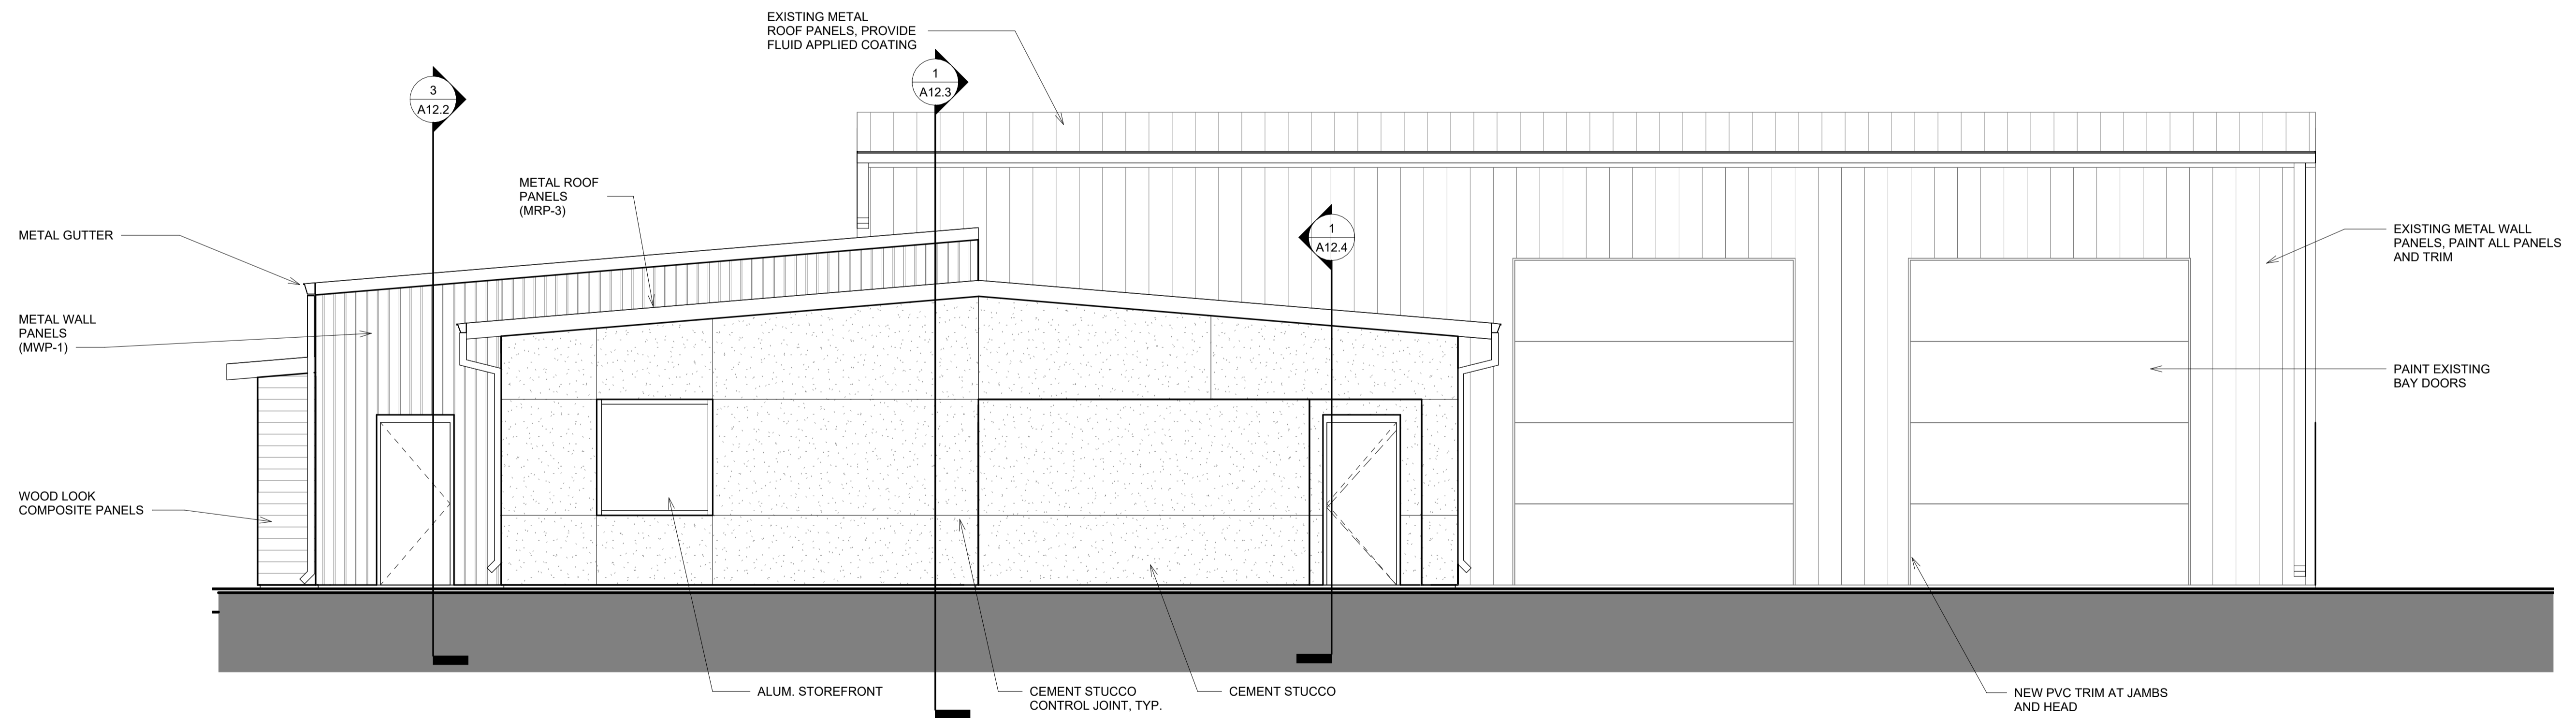 EXISTING METAL
ROOF PANELS, PROVIDE
FLUID APPLIED COATING
3
A12.2
1
A12.3
METAL ROOF
PANELS
(MRP-3)
1
A12.4
METAL GUTTER
EXISTING METAL WALL
PANELS, PAINT ALL PANELS
AND TRIM
METAL WALL
PANELS
(MWP-1)
PAINT EXISTING
BAY DOORS
WOOD LOOK
COMPOSITE PANELS
ALUM. STOREFRONT
CEMENT STUCCO
CONTROL JOINT, TYP.
CEMENT STUCCO
NEW PVC TRIM AT JAMBS
AND HEAD